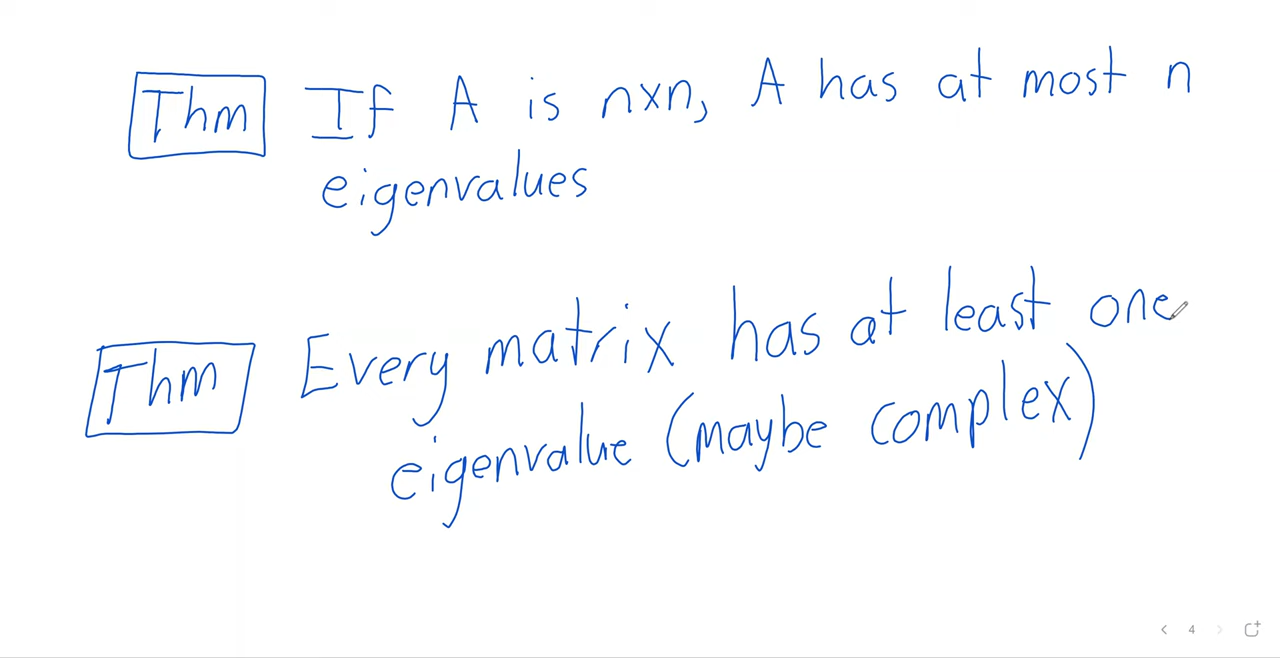 Thm If A is nxn, A has at most n
eigenvalues
Thm Every matrix has at least one
eigenvalue (maybe complex)
4